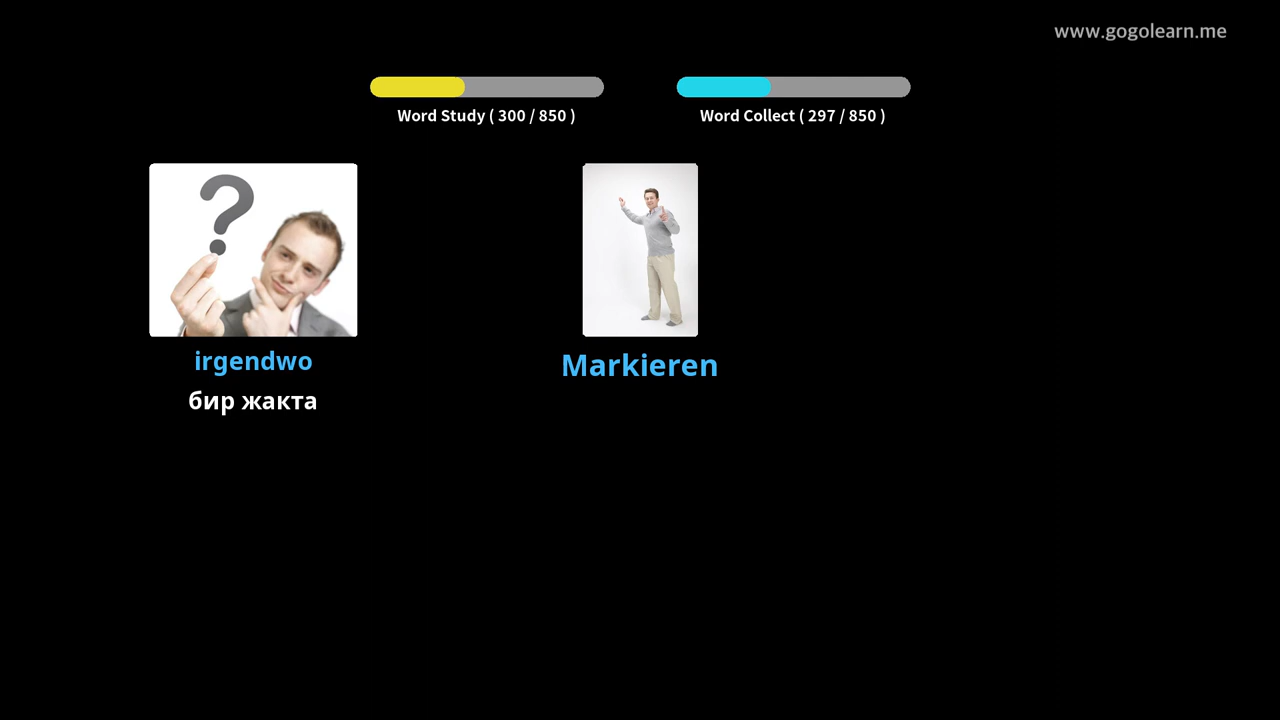 www.gogolearn.me
Word Study ( 300 / 850 )
Word Collect ( 297 / 850 )
irgendwo
бир жакта
Markieren